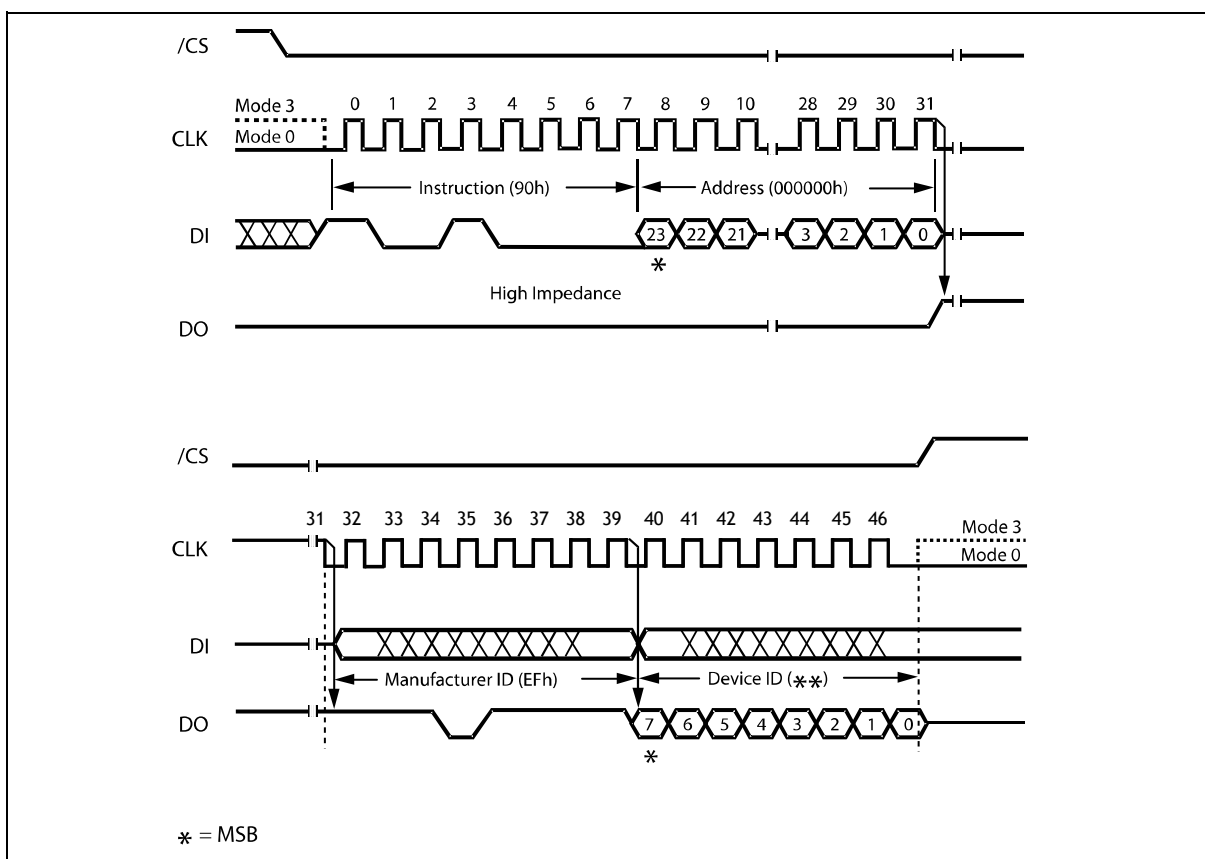 /CS
Mode 3
0 1 2 3 4 5 6 7 8 9 10 28 29 30 31
CLK
Mode 0
Instruction (90h)
Address (000000h)
DI
23 22 21 3 2 1 0
*
High Impedance
DO
/CS
31 32 33 34 35 36 37 38 39 40 41 42 43 44 45 46
Mode 3
CLK
Mode 0
DI
Manufacturer ID (EFh)
Device ID (**)
DO
7 6 5 4 3 2 1 0
*
* = MSB